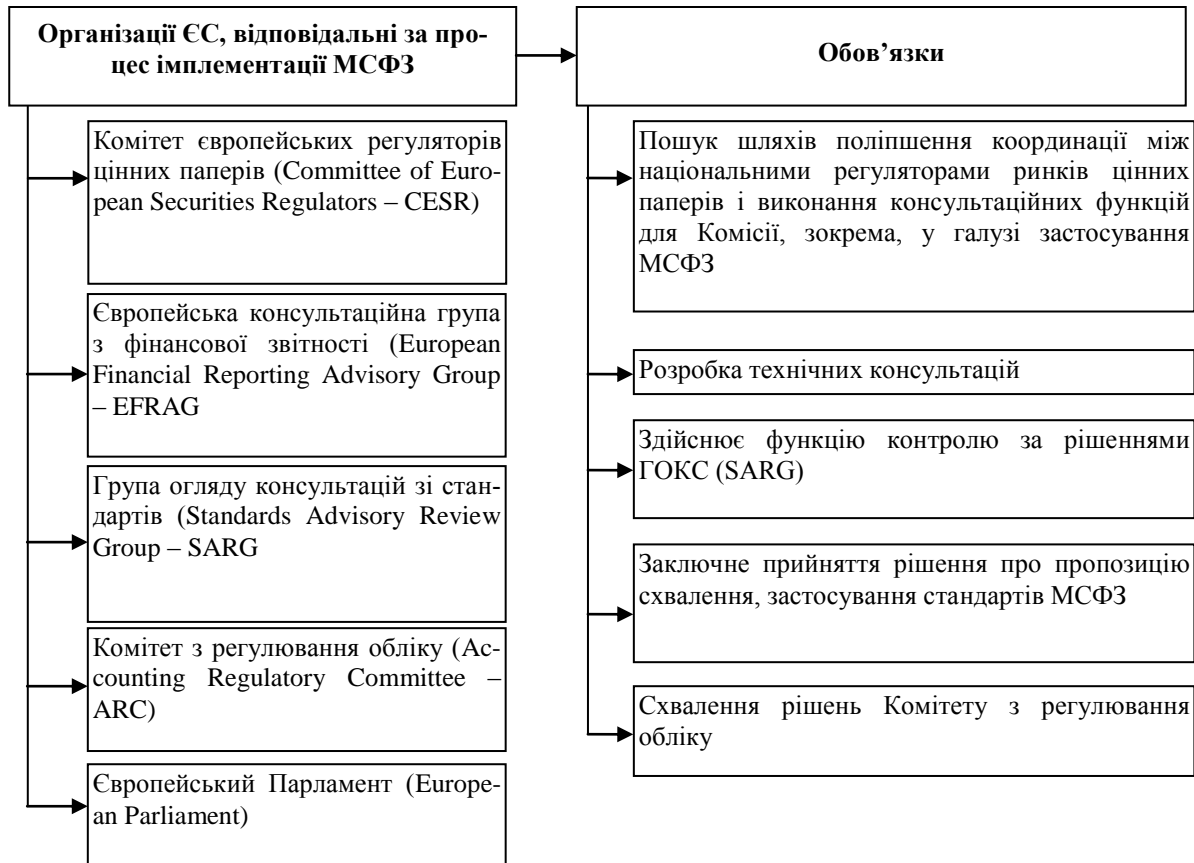 Організації ЄС, відповідальні за про-
цес імплементації МСФЗ
Обов’язки
Комітет європейських регуляторів
цінних паперів (Committee of Euro-
pean Securities Regulators – CESR)
Європейська консультаційна група
з фінансової звітності (European
Financial Reporting Advisory Group
– EFRAG
Група огляду консультацій зі стан-
дартів (Standards Advisory Review
Group – SARG
Комітет з регулювання обліку (Ac-
counting Regulatory Committee –
ARC)
Європейський Парламент (Europe-
an Parliament)
Пошук шляхів поліпшення координації між
національними регуляторами ринків цінних
паперів і виконання консультаційних функцій
для Комісії, зокрема, у галузі застосування
МСФЗ
Розробка технічних консультацій
Здійснює функцію контролю за рішеннями
ГОКС (SARG)
Заключне прийняття рішення про пропозицію
схвалення, застосування стандартів МСФЗ
Схвалення рішень Комітету з регулювання
обліку